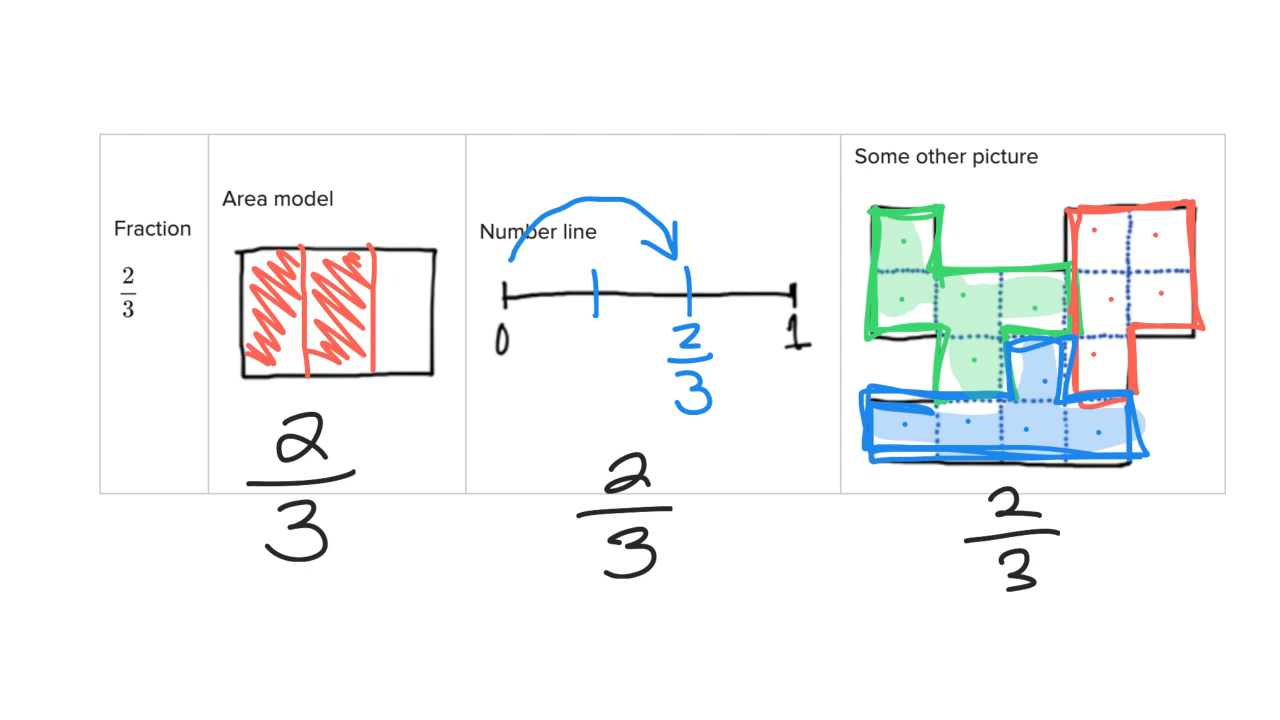 Fraction
2/3
Area model
2/3
Number line
0
2/3
1
2/3
Some other picture
2/3